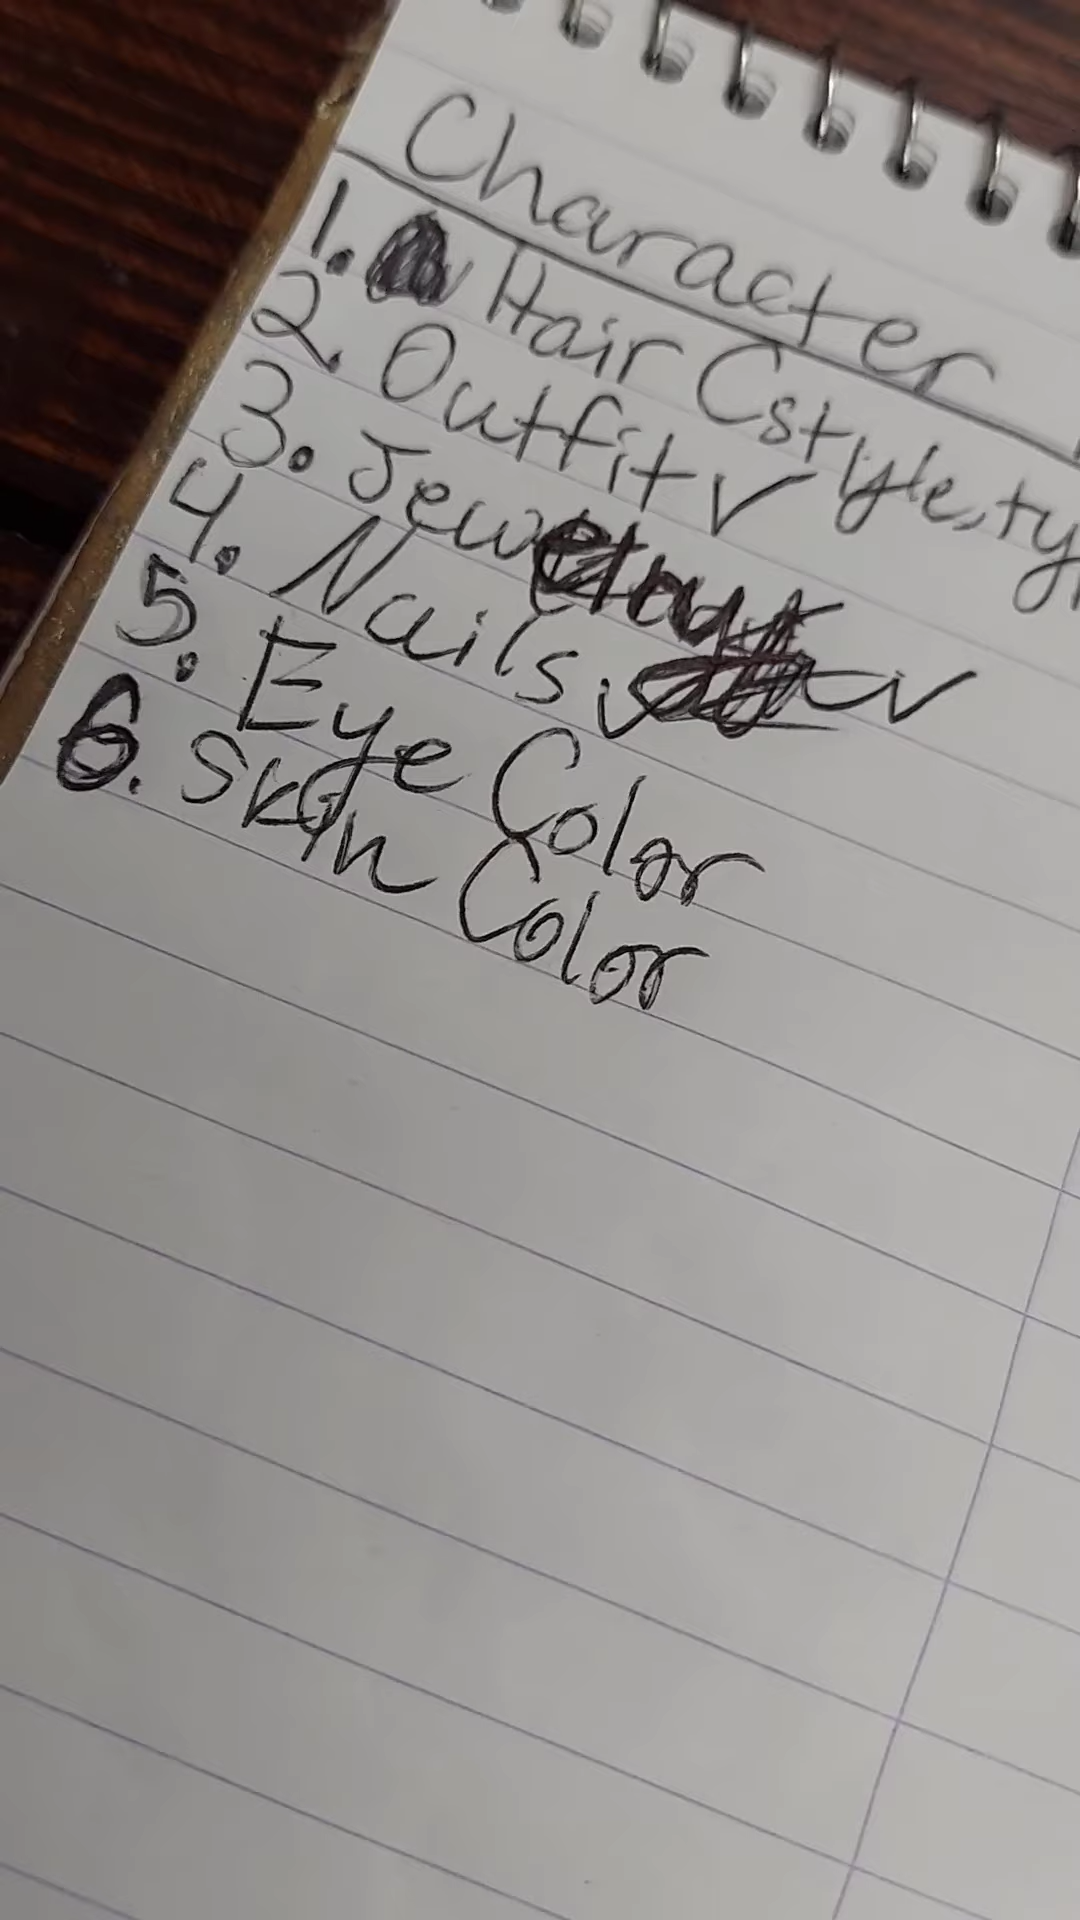 Character
1. Hair (style, ty
2. Outfit ✓
3. Jew ✓
4. Nails ✓
5. Eye Color
6. Skin Color